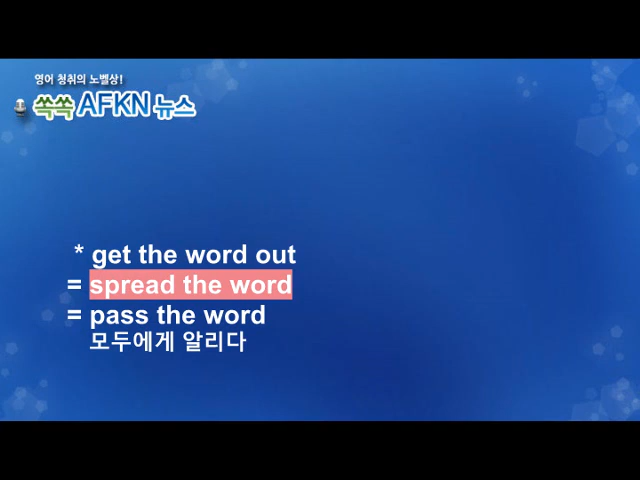 영어 청취의 노벨상!
쏙쏙 AFKN 뉴스
* get the word out
= spread the word
= pass the word
모두에게 알리다